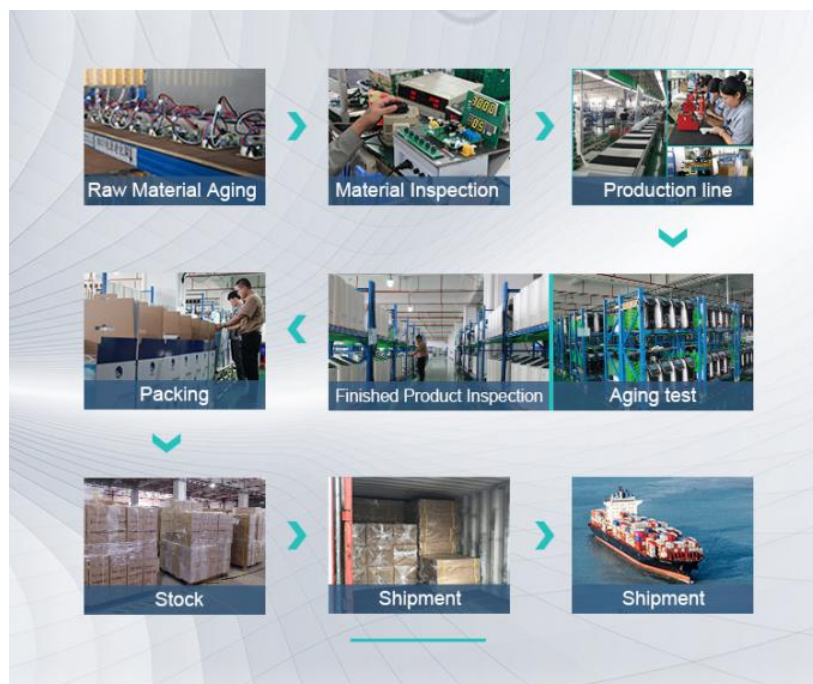 Raw Material Aging
Material Inspection
Production line
Aging test
Finished Product Inspection
Packing
Stock
Shipment
Shipment